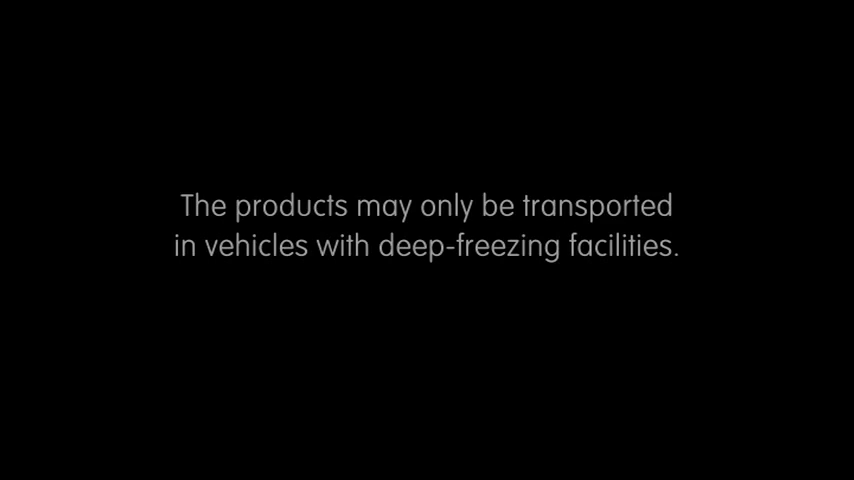 The products may only be transported
in vehicles with deep-freezing facilities.